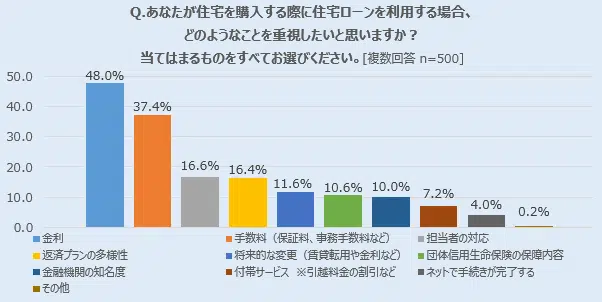 Q.あなたが住宅を購入する際に住宅ローンを利用する場合、
どのようなことを重視したいと思いますか？
当てはまるものをすべてお選びください。[複数回答 n=500]
50.0
40.0
30.0
20.0
10.0
0.0
48.0%
37.4%
16.6%
16.4%
11.6%
10.6%
10.0%
7.2%
4.0%
0.2%
金利
手数料（保証料、事務手数料など）
担当者の対応
返済プランの多様性
将来的な変更（賃貸転用や金利など）
団体信用生命保険の保障内容
金融機関の知名度
付帯サービス ※引越料金の割引など
ネットで手続きが完了する
その他